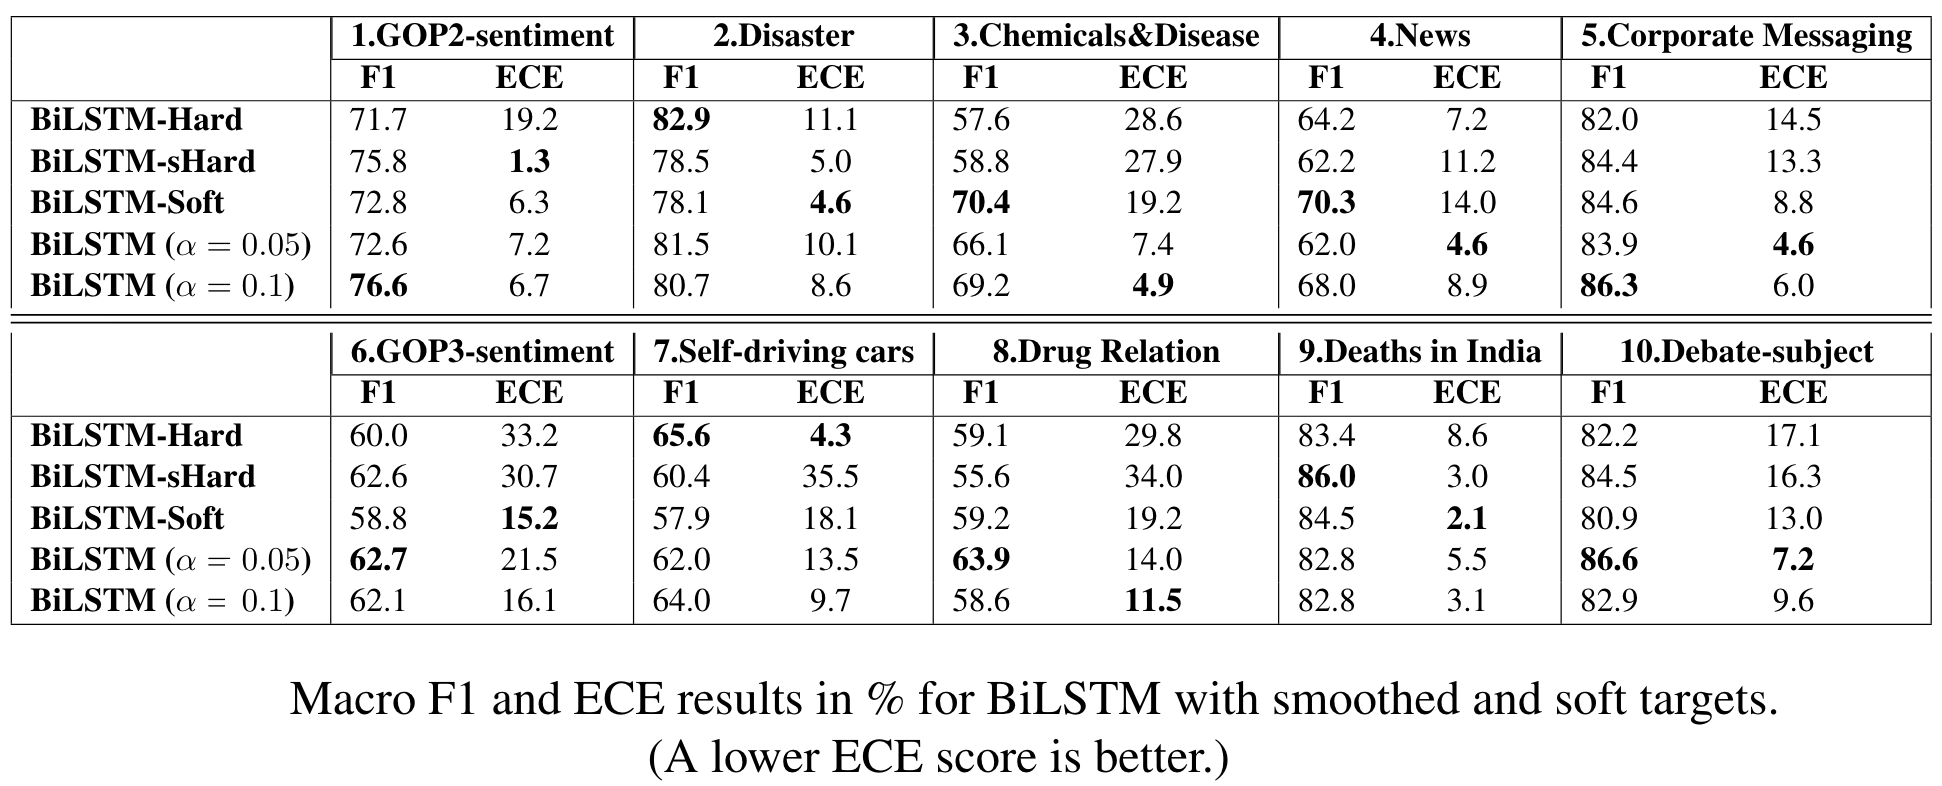 1.GOP2-sentiment 2.Disaster 3.Chemicals&Disease 4.News 5.Corporate Messaging
F1 ECE F1 ECE F1 ECE F1 ECE F1 ECE
BiLSTM-Hard 71.7 19.2 82.9 11.1 57.6 28.6 64.2 7.2 82.0 14.5
BiLSTM-sHard 75.8 1.3 78.5 5.0 58.8 27.9 62.2 11.2 84.4 13.3
BiLSTM-Soft 72.8 6.3 78.1 4.6 70.4 19.2 70.3 14.0 84.6 8.8
BiLSTM (α = 0.05) 72.6 7.2 81.5 10.1 66.1 7.4 62.0 4.6 83.9 4.6
BiLSTM (α = 0.1) 76.6 6.7 80.7 8.6 69.2 4.9 68.0 8.9 86.3 6.0
6.GOP3-sentiment 7.Self-driving cars 8.Drug Relation 9.Deaths in India 10.Debate-subject
F1 ECE F1 ECE F1 ECE F1 ECE F1 ECE
BiLSTM-Hard 60.0 33.2 65.6 4.3 59.1 29.8 83.4 8.6 82.2 17.1
BiLSTM-sHard 62.6 30.7 60.4 35.5 55.6 34.0 86.0 3.0 84.5 16.3
BiLSTM-Soft 58.8 15.2 57.9 18.1 59.2 19.2 84.5 2.1 80.9 13.0
BiLSTM (α = 0.05) 62.7 21.5 62.0 13.5 63.9 14.0 82.8 5.5 86.6 7.2
BiLSTM (α = 0.1) 62.1 16.1 64.0 9.7 58.6 11.5 82.8 3.1 82.9 9.6
Macro F1 and ECE results in % for BiLSTM with smoothed and soft targets.
(A lower ECE score is better.)